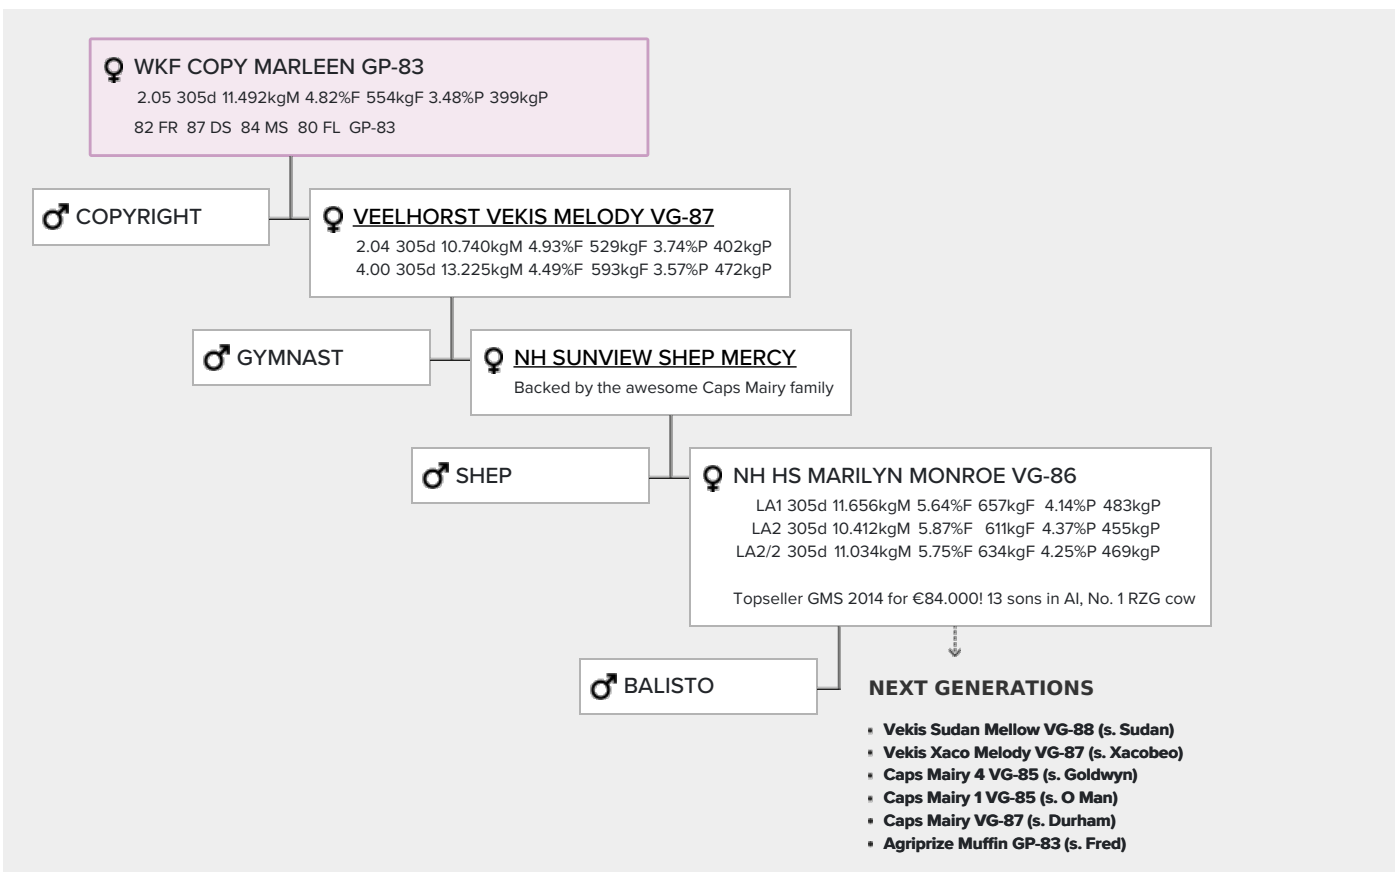 WKF COPY MARLEEN GP-83
2.05 305d 11.492kgM 4.82%F 554kgF 3.48%P 399kgP
82 FR 87 DS 84 MS 80 FL GP-83
COPYRIGHT
VEELHORST VEKIS MELODY VG-87
2.04 305d 10.740kgM 4.93%F 529kgF 3.74%P 402kgP
4.00 305d 13.225kgM 4.49%F 593kgF 3.57%P 472kgP
GYMNAST
NH SUNVIEW SHEP MERCY
Backed by the awesome Caps Mairy family
SHEP
NH HS MARILYN MONROE VG-86
LA1 305d 11.656kgM 5.64%F 657kgF 4.14%P 483kgP
LA2 305d 10.412kgM 5.87%F 611kgF 4.37%P 455kgP
LA2/2 305d 11.034kgM 5.75%F 634kgF 4.25%P 469kgP
Topseller GMS 2014 for €84.000! 13 sons in AI, No. 1 RZG cow
BALISTO
NEXT GENERATIONS
• Vekis Sudan Mellow VG-88 (s. Sudan)
• Vekis Xaco Melody VG-87 (s. Xacobeo)
• Caps Mairy 4 VG-85 (s. Goldwyn)
• Caps Mairy 1 VG-85 (s. O Man)
• Caps Mairy VG-87 (s. Durham)
• Agriprize Muffin GP-83 (s. Fred)